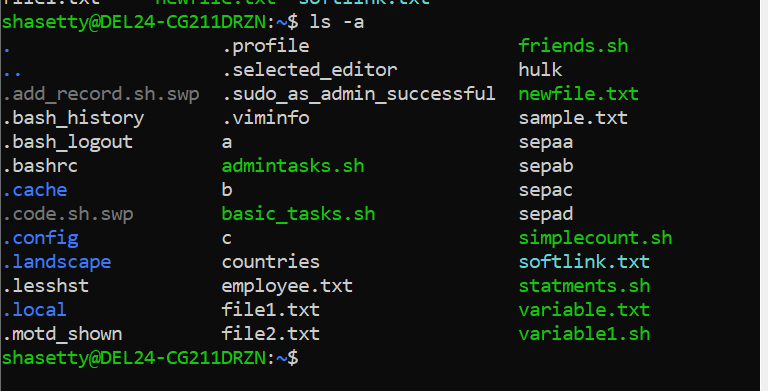 file1.txt newfile.txt softlink.txt
shasetty@DEL24-CG211DRZN:~$ ls -a
. .profile friends.sh
.. .selected_editor hulk
.add_record.sh.swp .sudo_as_admin_successful newfile.txt
.bash_history .viminfo sample.txt
.bash_logout a sepaa
.bashrc admintasks.sh sepab
.cache b sepac
.code.sh.swp basic_tasks.sh sepad
.config c simplecount.sh
.landscape countries softlink.txt
.lesshst employee.txt statments.sh
.local file1.txt variable.txt
.motd_shown file2.txt variable1.sh
shasetty@DEL24-CG211DRZN:~$